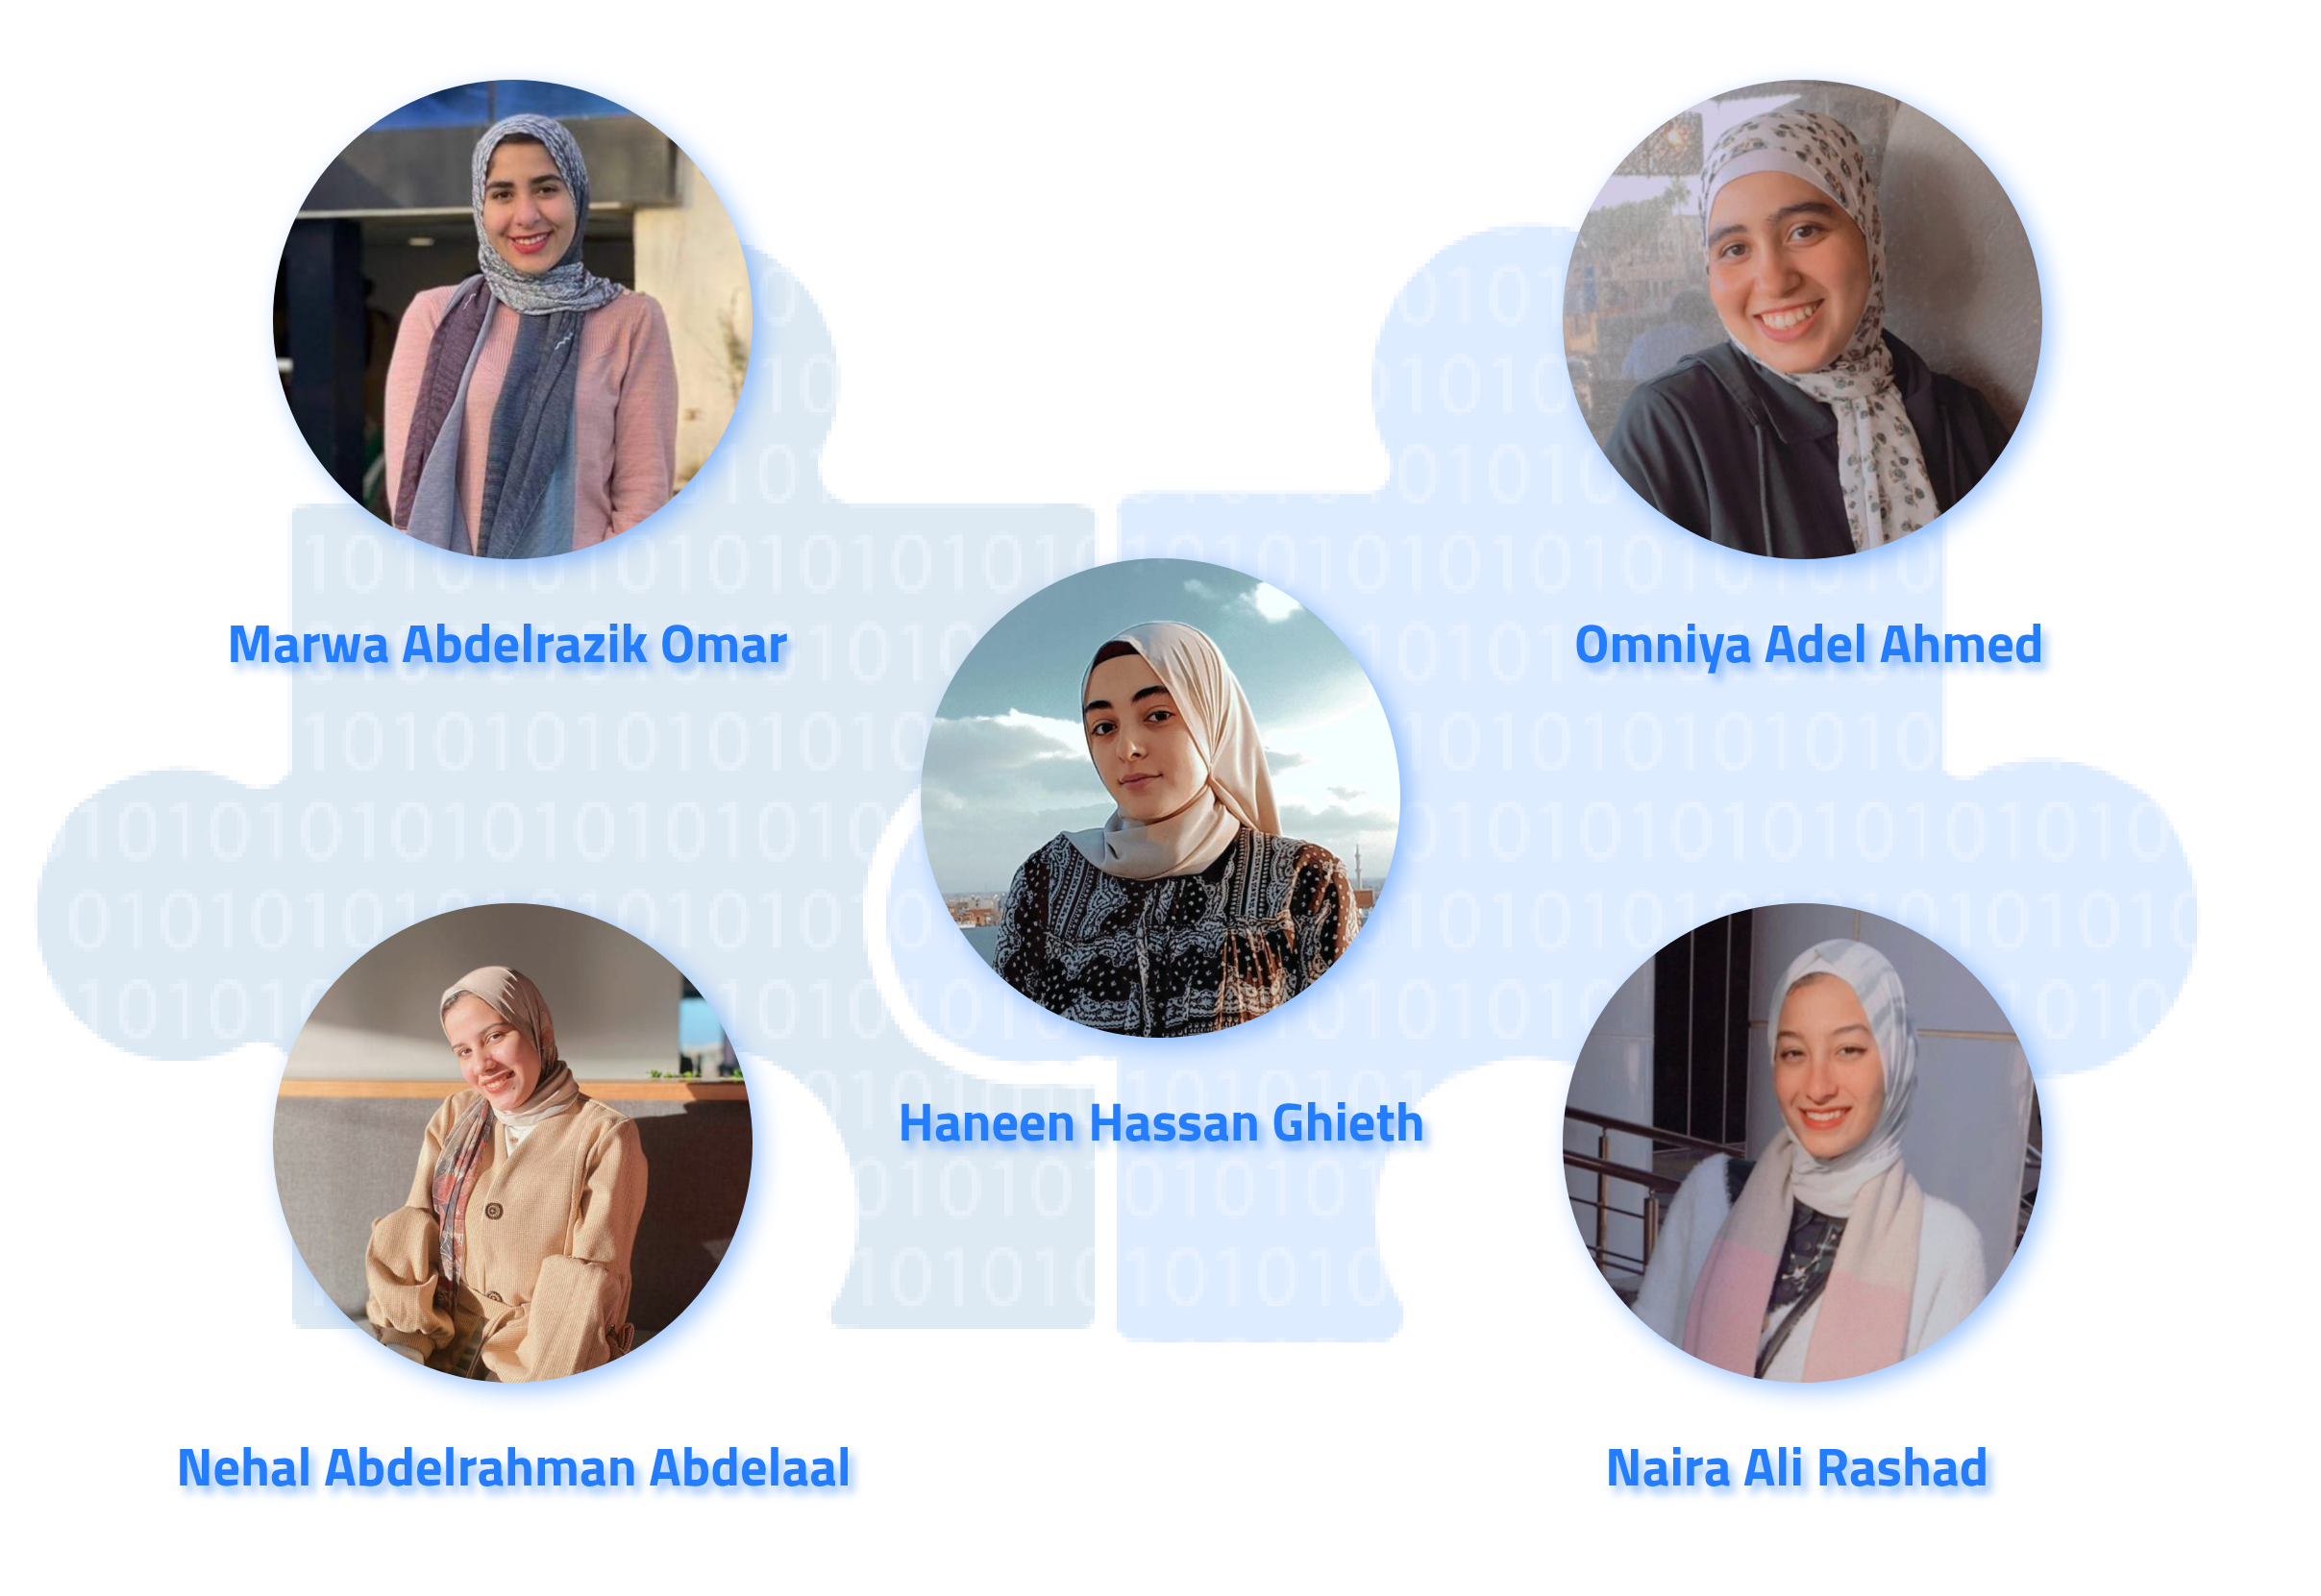 Marwa Abdelrazik Omar
Omniya Adel Ahmed
Haneen Hassan Ghieth
Nehal Abdelrahman Abdelaal
Naira Ali Rashad